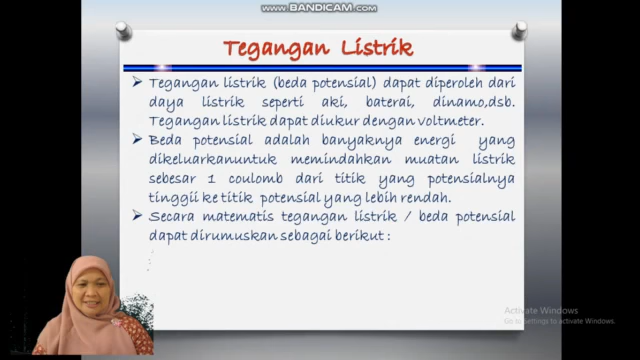 www.BANDICAM.com
Tegangan Listrik
Tegangan listrik (beda potensial) dapat diperoleh dari
daya listrik seperti aki, baterai, dinamo,dsb.
Tegangan listrik dapat diukur dengan voltmeter.
Beda potensial adalah banyaknya energi yang
dikeluarkanuntuk memindahkan muatan listrik
sebesar 1 coulomb dari titik yang potensialnya
tinggii ke titik potensial yang lebih rendah.
Secara matematis tegangan listrik / beda potensial
dapat dirumuskan sebagai berikut :
Activate Windows
Go to Settings to activate Windows.